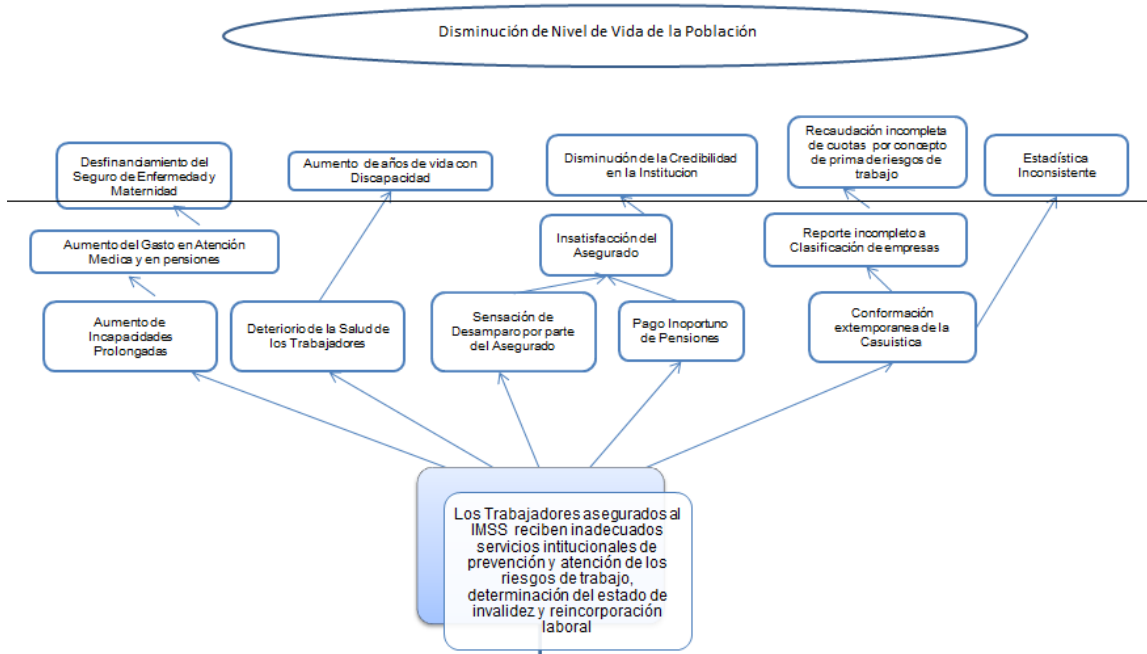 Disminución de Nivel de Vida de la Población
Desfinanciamiento del
Seguro de Enfermedad y
Maternidad
Aumento de años de vida con
Discapacidad
Disminución de la Credibilidad
en la Institucion
Recaudación incompleta
de cuotas por concepto
de prima de riesgos de
trabajo
Estadística
Inconsistente
Aumento del Gasto en Atención
Medica y en pensiones
Insatisfacción del
Asegurado
Reporte incompleto a
Clasificación de empresas
Aumento de
Incapacidades
Prolongadas
Deterioro de la Salud de
los Trabajadores
Sensación de
Desamparo por parte
del Asegurado
Pago Inoportuno
de Pensiones
Conformación
extemporanea de la
Casuistica
Los Trabajadores asegurados al
IMSS reciben inadecuados
servicios intitucionales de
prevención y atención de los
riesgos de trabajo,
determinación del estado de
invalidez y reincorporación
laboral